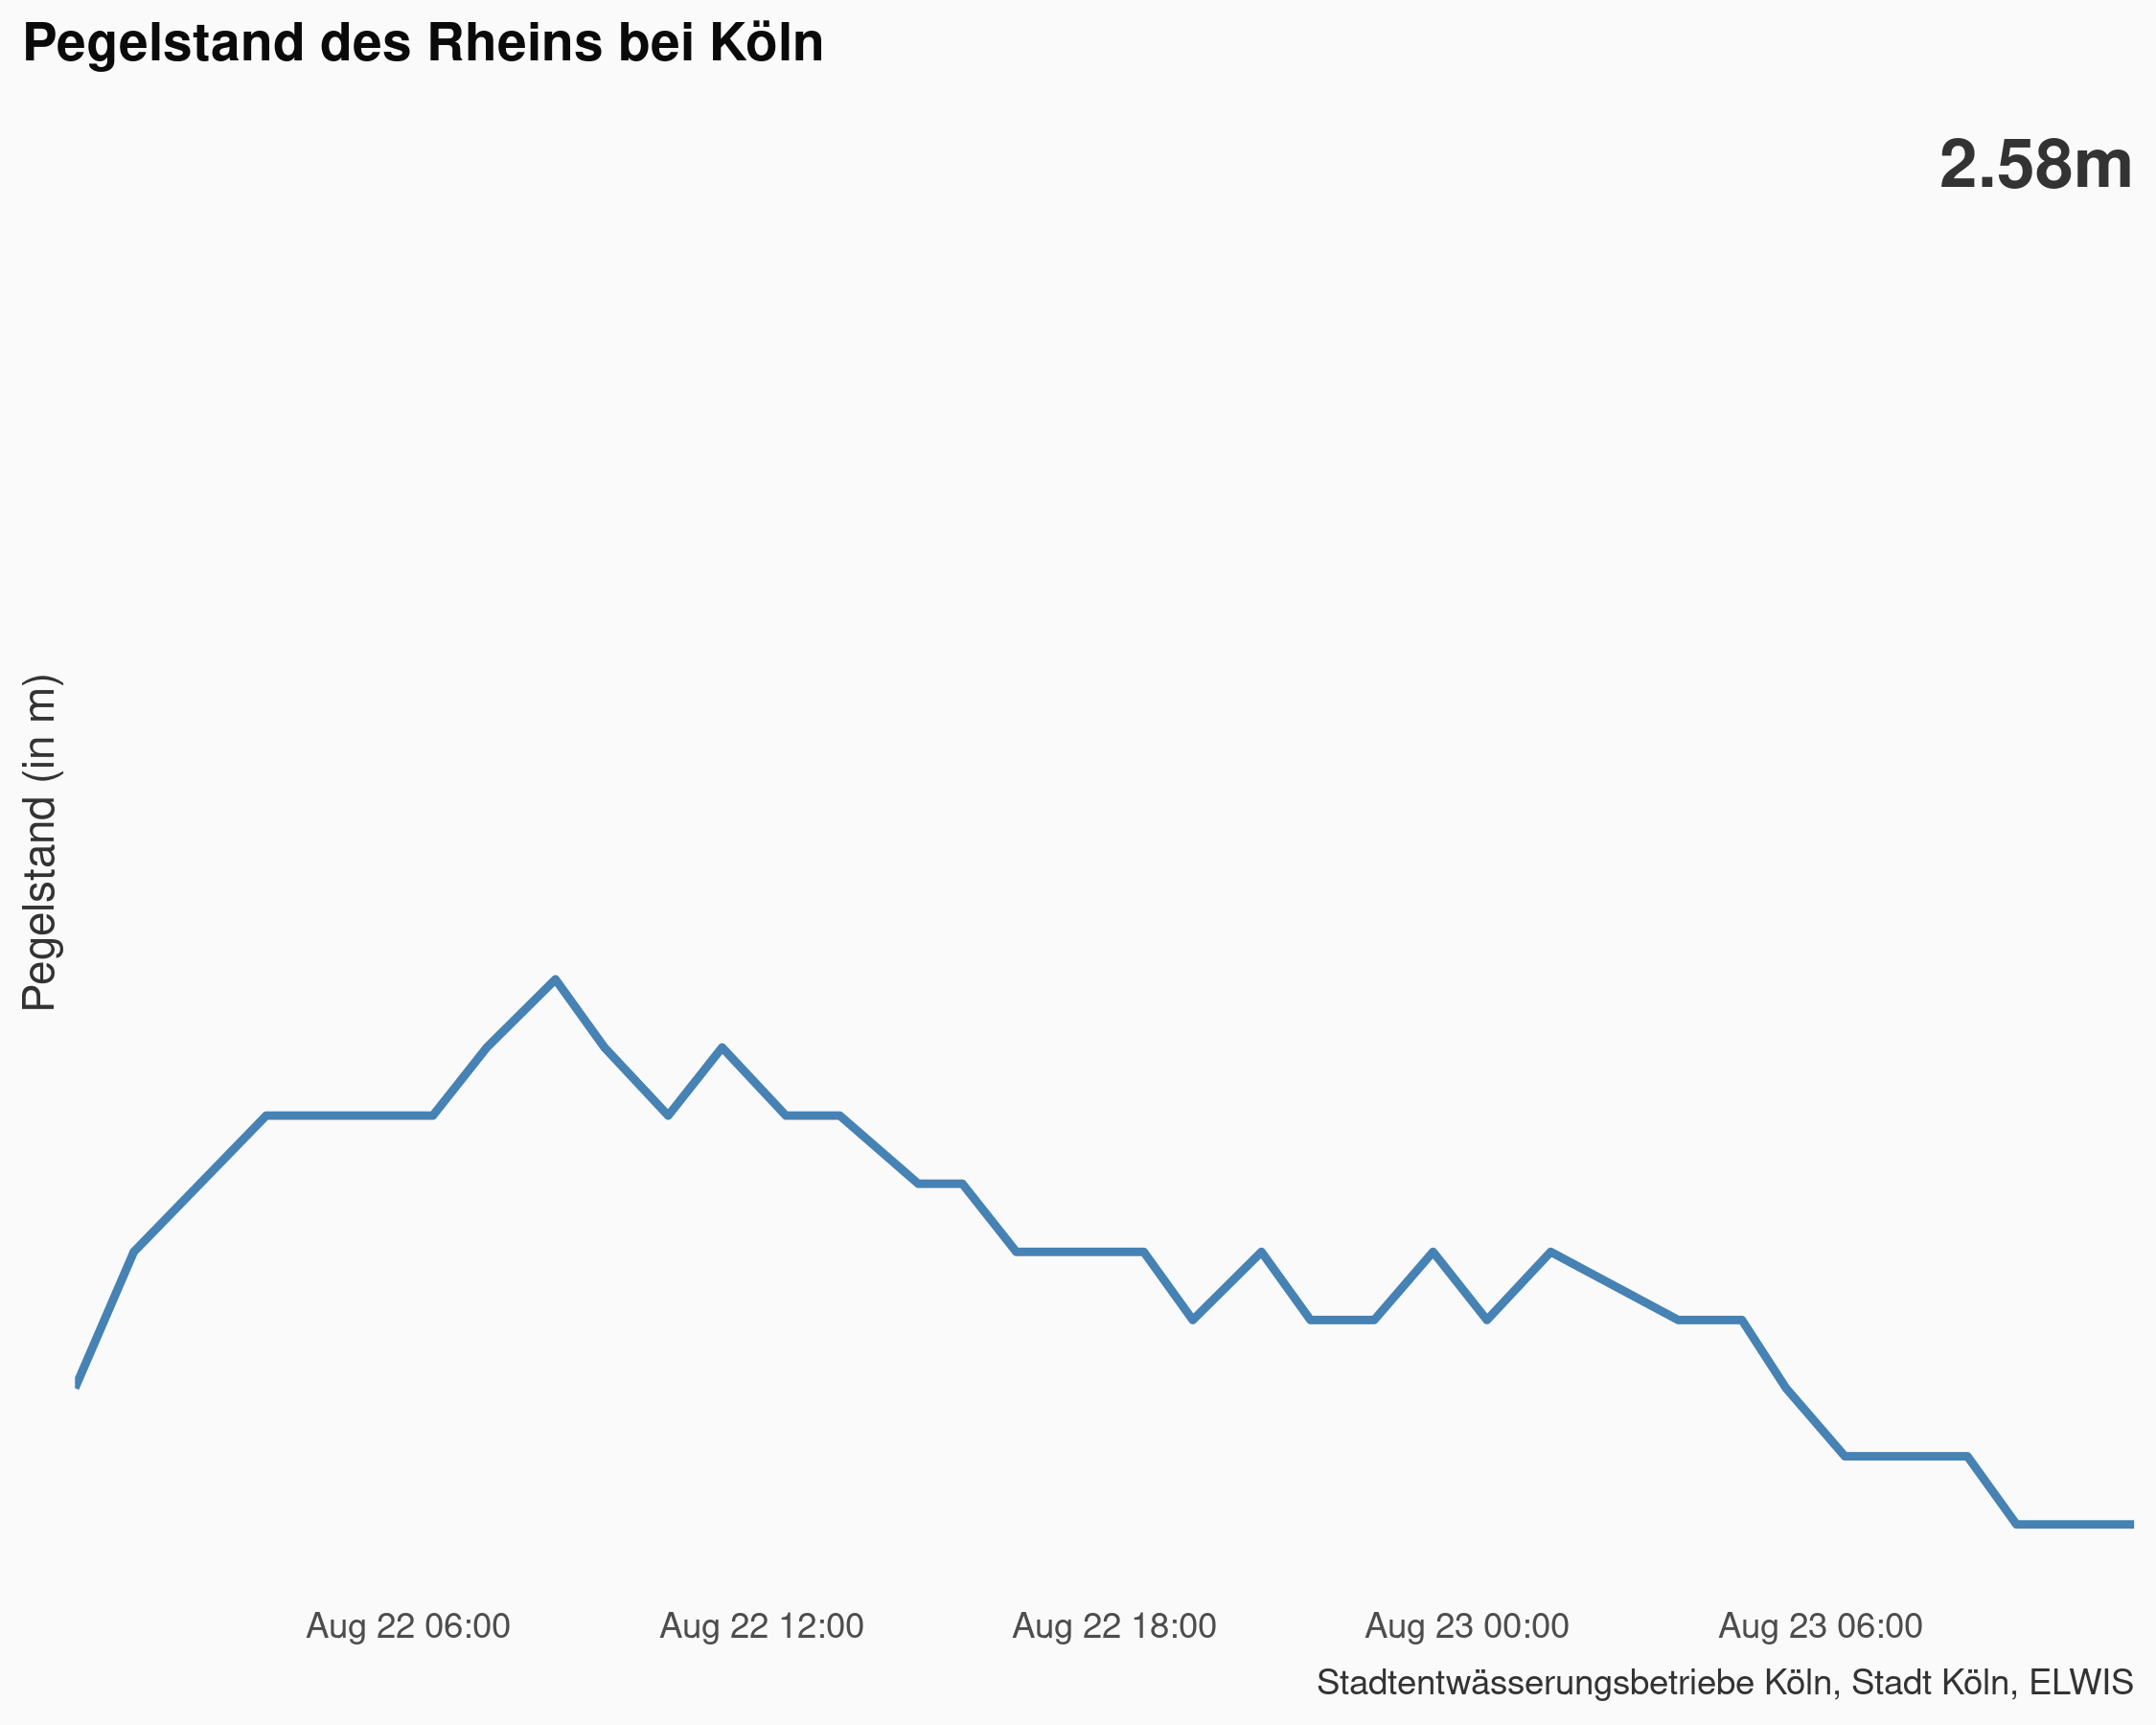 Pegelstand des Rheins bei Köln
2.58m
Pegelstand (in m)
Aug 22 06:00 Aug 22 12:00 Aug 22 18:00 Aug 23 00:00 Aug 23 06:00
Stadtentwässerungsbetriebe Köln, Stadt Köln, ELWIS